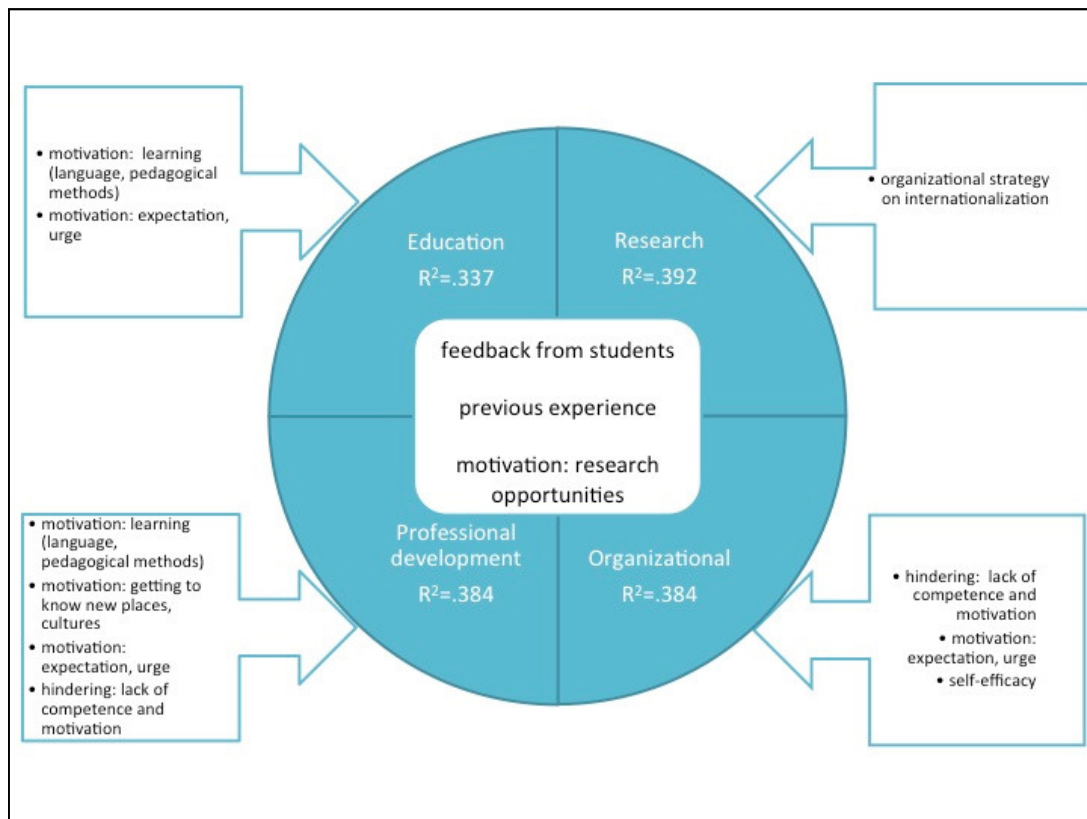 • motivation: learning
(language, pedagogical
methods)
• motivation: expectation,
urge
• organizational strategy
on internationalization
Education
R²=.337
Research
R²=.392
feedback from students
previous experience
motivation: research
opportunities
Professional
development
R²=.384
Organizational
R²=.384
• motivation: learning
(language,
pedagogical methods)
• motivation: getting to
know new places,
cultures
• motivation:
expectation, urge
• hindering: lack of
competence and
motivation
• hindering: lack of
competence and
motivation
• motivation:
expectation, urge
• self-efficacy